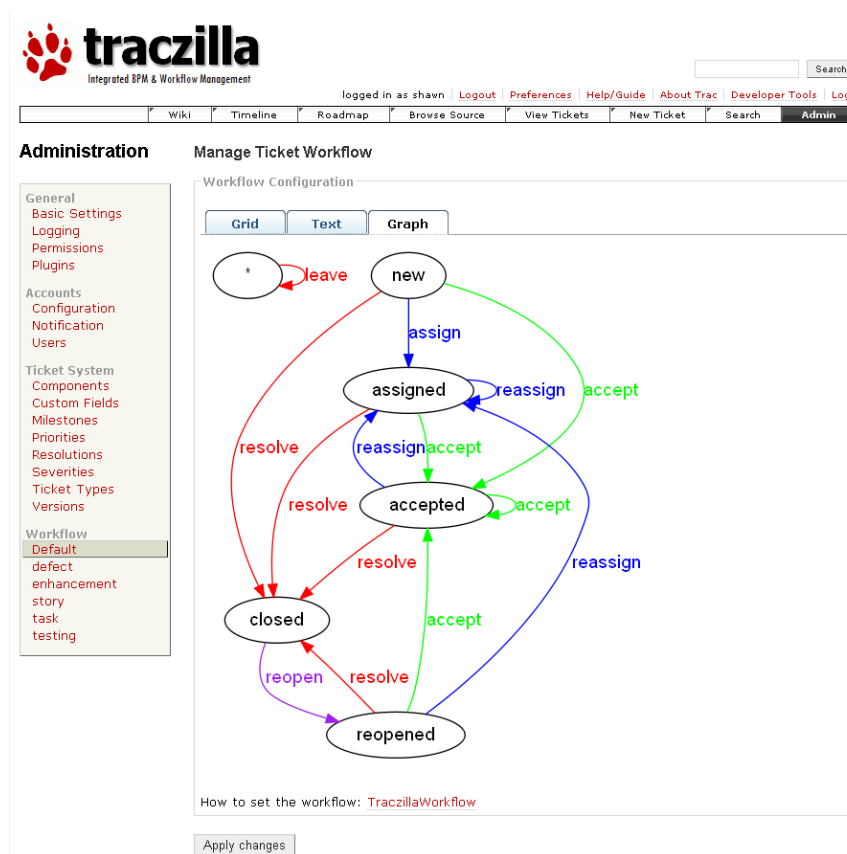 traczilla
Integrated BPM & Workflow Management
Search
logged in as shawn Logout Preferences Help/Guide About Trac Developer Tools
Wiki Timeline Roadmap Browse Source View Tickets New Ticket Search Admin
Administration
Manage Ticket Workflow
Workflow Configuration
General
Basic Settings
Logging
Permissions
Plugins
Accounts
Configuration
Notification
Users
Ticket System
Components
Custom Fields
Milestones
Priorities
Resolutions
Severities
Ticket Types
Versions
Workflow
Default
defect
enhancement
story
task
testing
Grid Text Graph
* leave new
assign
assigned reassign accept
resolve reassign accept
resolve accepted accept
resolve reassign
closed accept
reopen resolve
reopened
How to set the workflow: TraczillaWorkflow
Apply changes